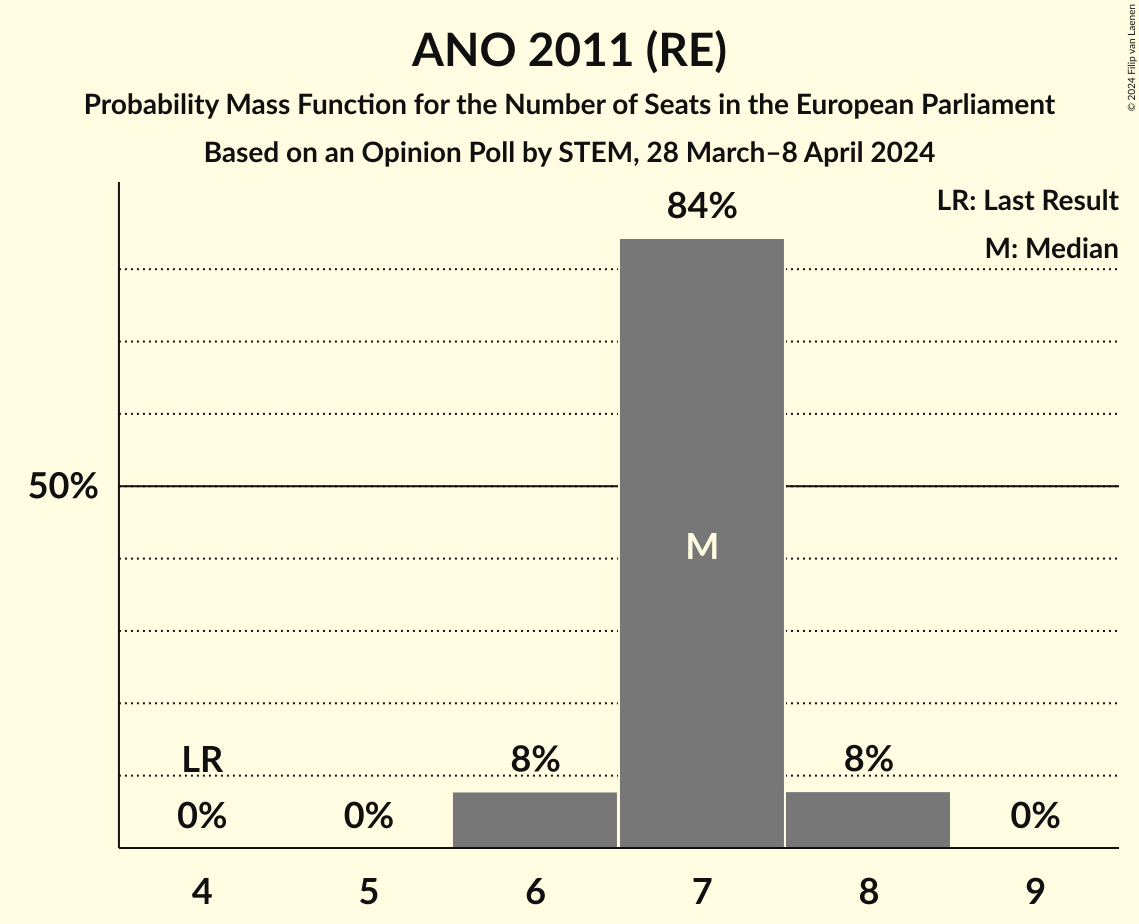 ANO 2011 (RE)
Probability Mass Function for the Number of Seats in the European Parliament
Based on an Opinion Poll by STEM, 28 March–8 April 2024
© 2024 Filip van Laenen
LR: Last Result
M: Median
84%
50%
M
LR
8%
8%
0%
0%
0%
4
5
6
7
8
9